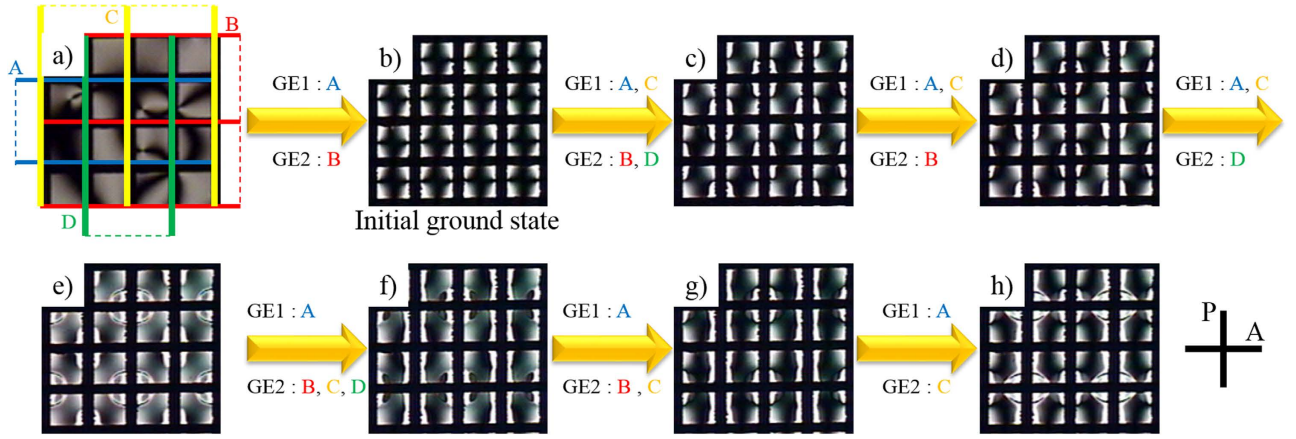 C
B
a)
A
D
GE1 : A
GE2 : B
b)
Initial ground state
GE1 : A, C
GE2 : B, D
c)
GE1 : A, C
GE2 : B
d)
GE1 : A, C
GE2 : D
e)
GE1 : A
GE2 : B, C, D
f)
GE1 : A
GE2 : B, C
g)
GE1 : A
GE2 : C
h)
P
A